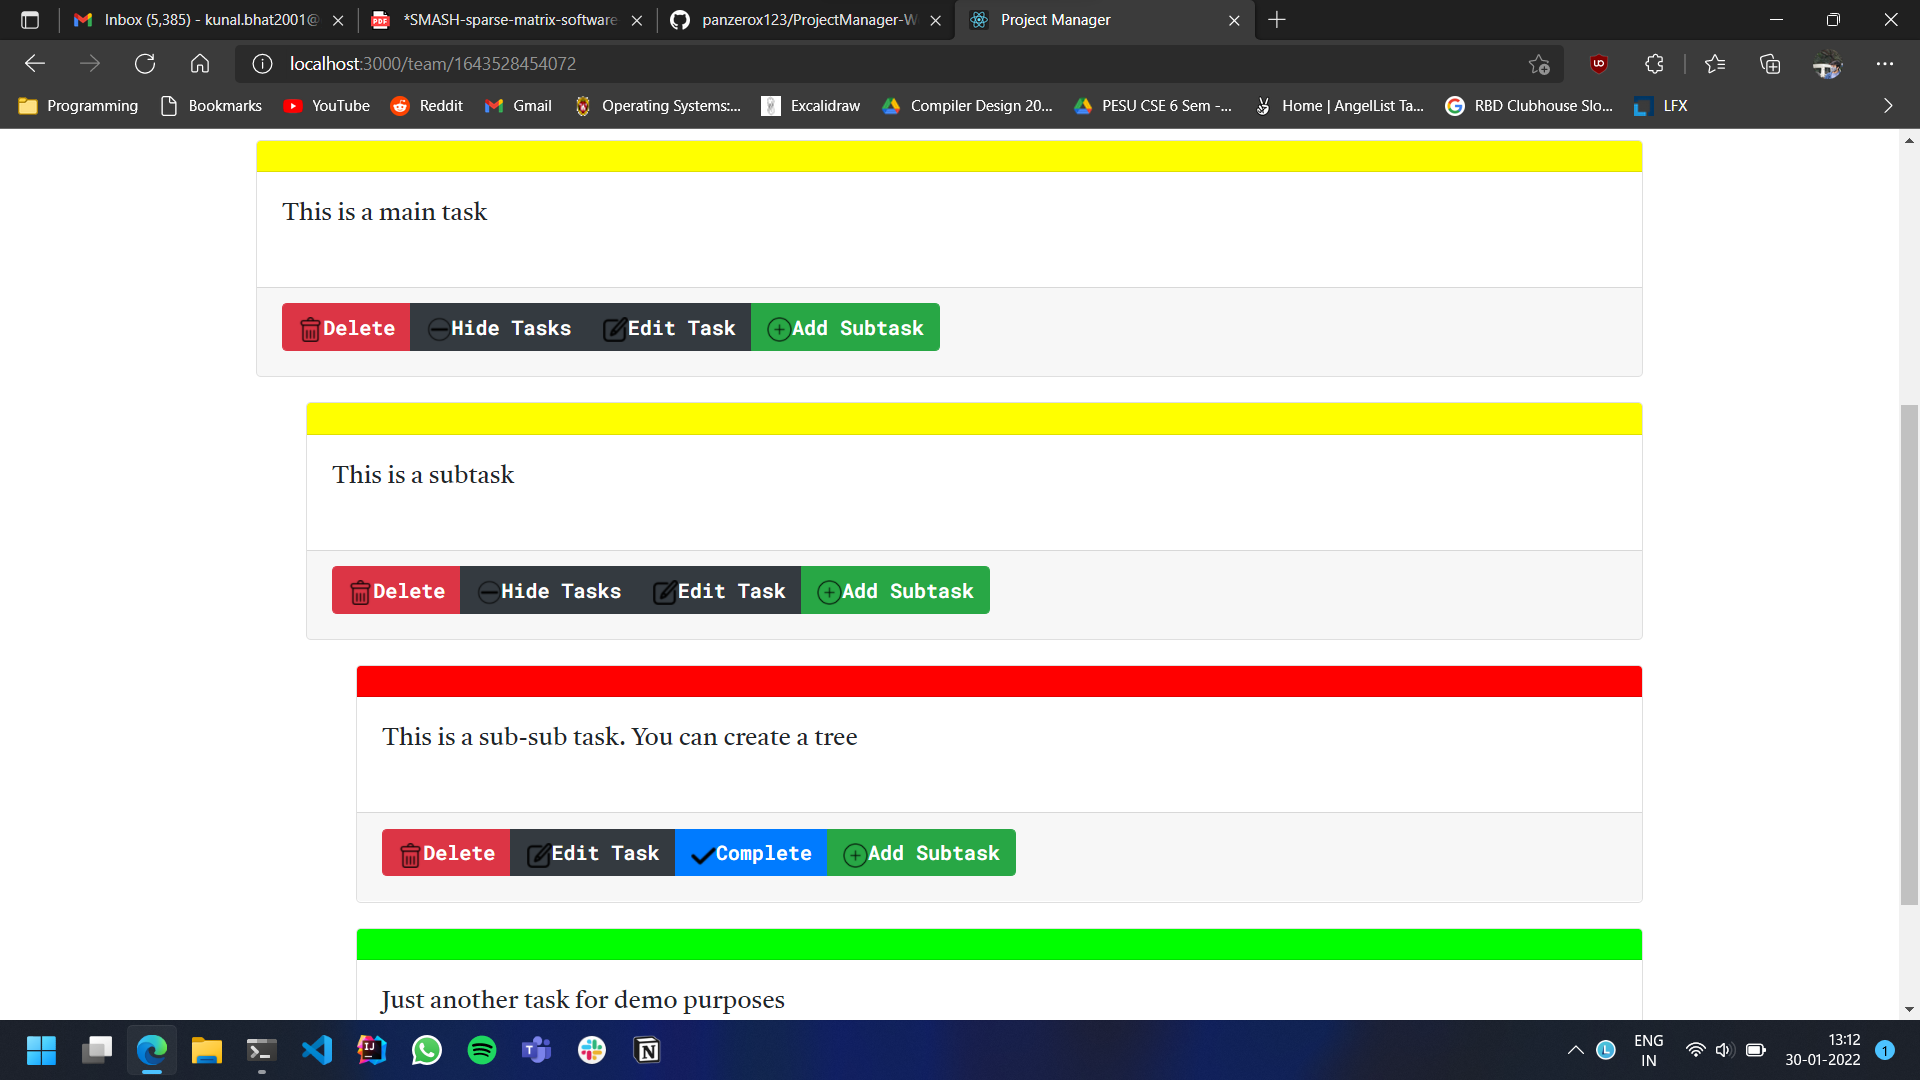 Inbox (5,385) - kunal.bhat2001@
*SMASH-sparse-matrix-software-
panzerox123/ProjectManager-W
Project Manager
localhost:3000/team/1643528454072
Programming
Bookmarks
YouTube
Reddit
Gmail
Operating Systems:...
Excalidraw
Compiler Design 20...
PESU CSE 6 Sem -...
Home | AngelList Ta...
RBD Clubhouse Slo...
LFX
This is a main task
Delete Hide Tasks Edit Task Add Subtask
This is a subtask
Delete Hide Tasks Edit Task Add Subtask
This is a sub-sub task. You can create a tree
Delete Edit Task Complete Add Subtask
Just another task for demo purposes
ENG
IN
13:12
30-01-2022
1